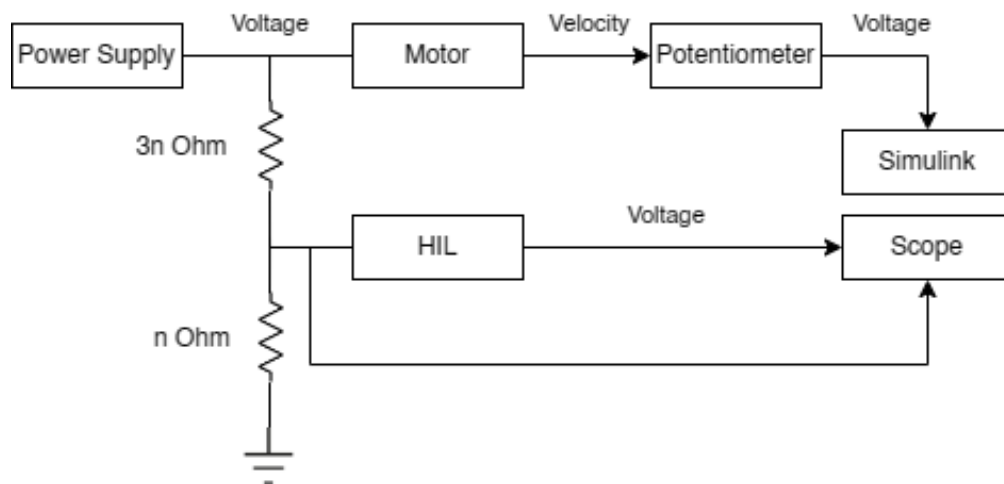 Voltage
Velocity
Voltage
Power Supply
Motor
Potentiometer
3n Ohm
Simulink
Voltage
HIL
Scope
n Ohm